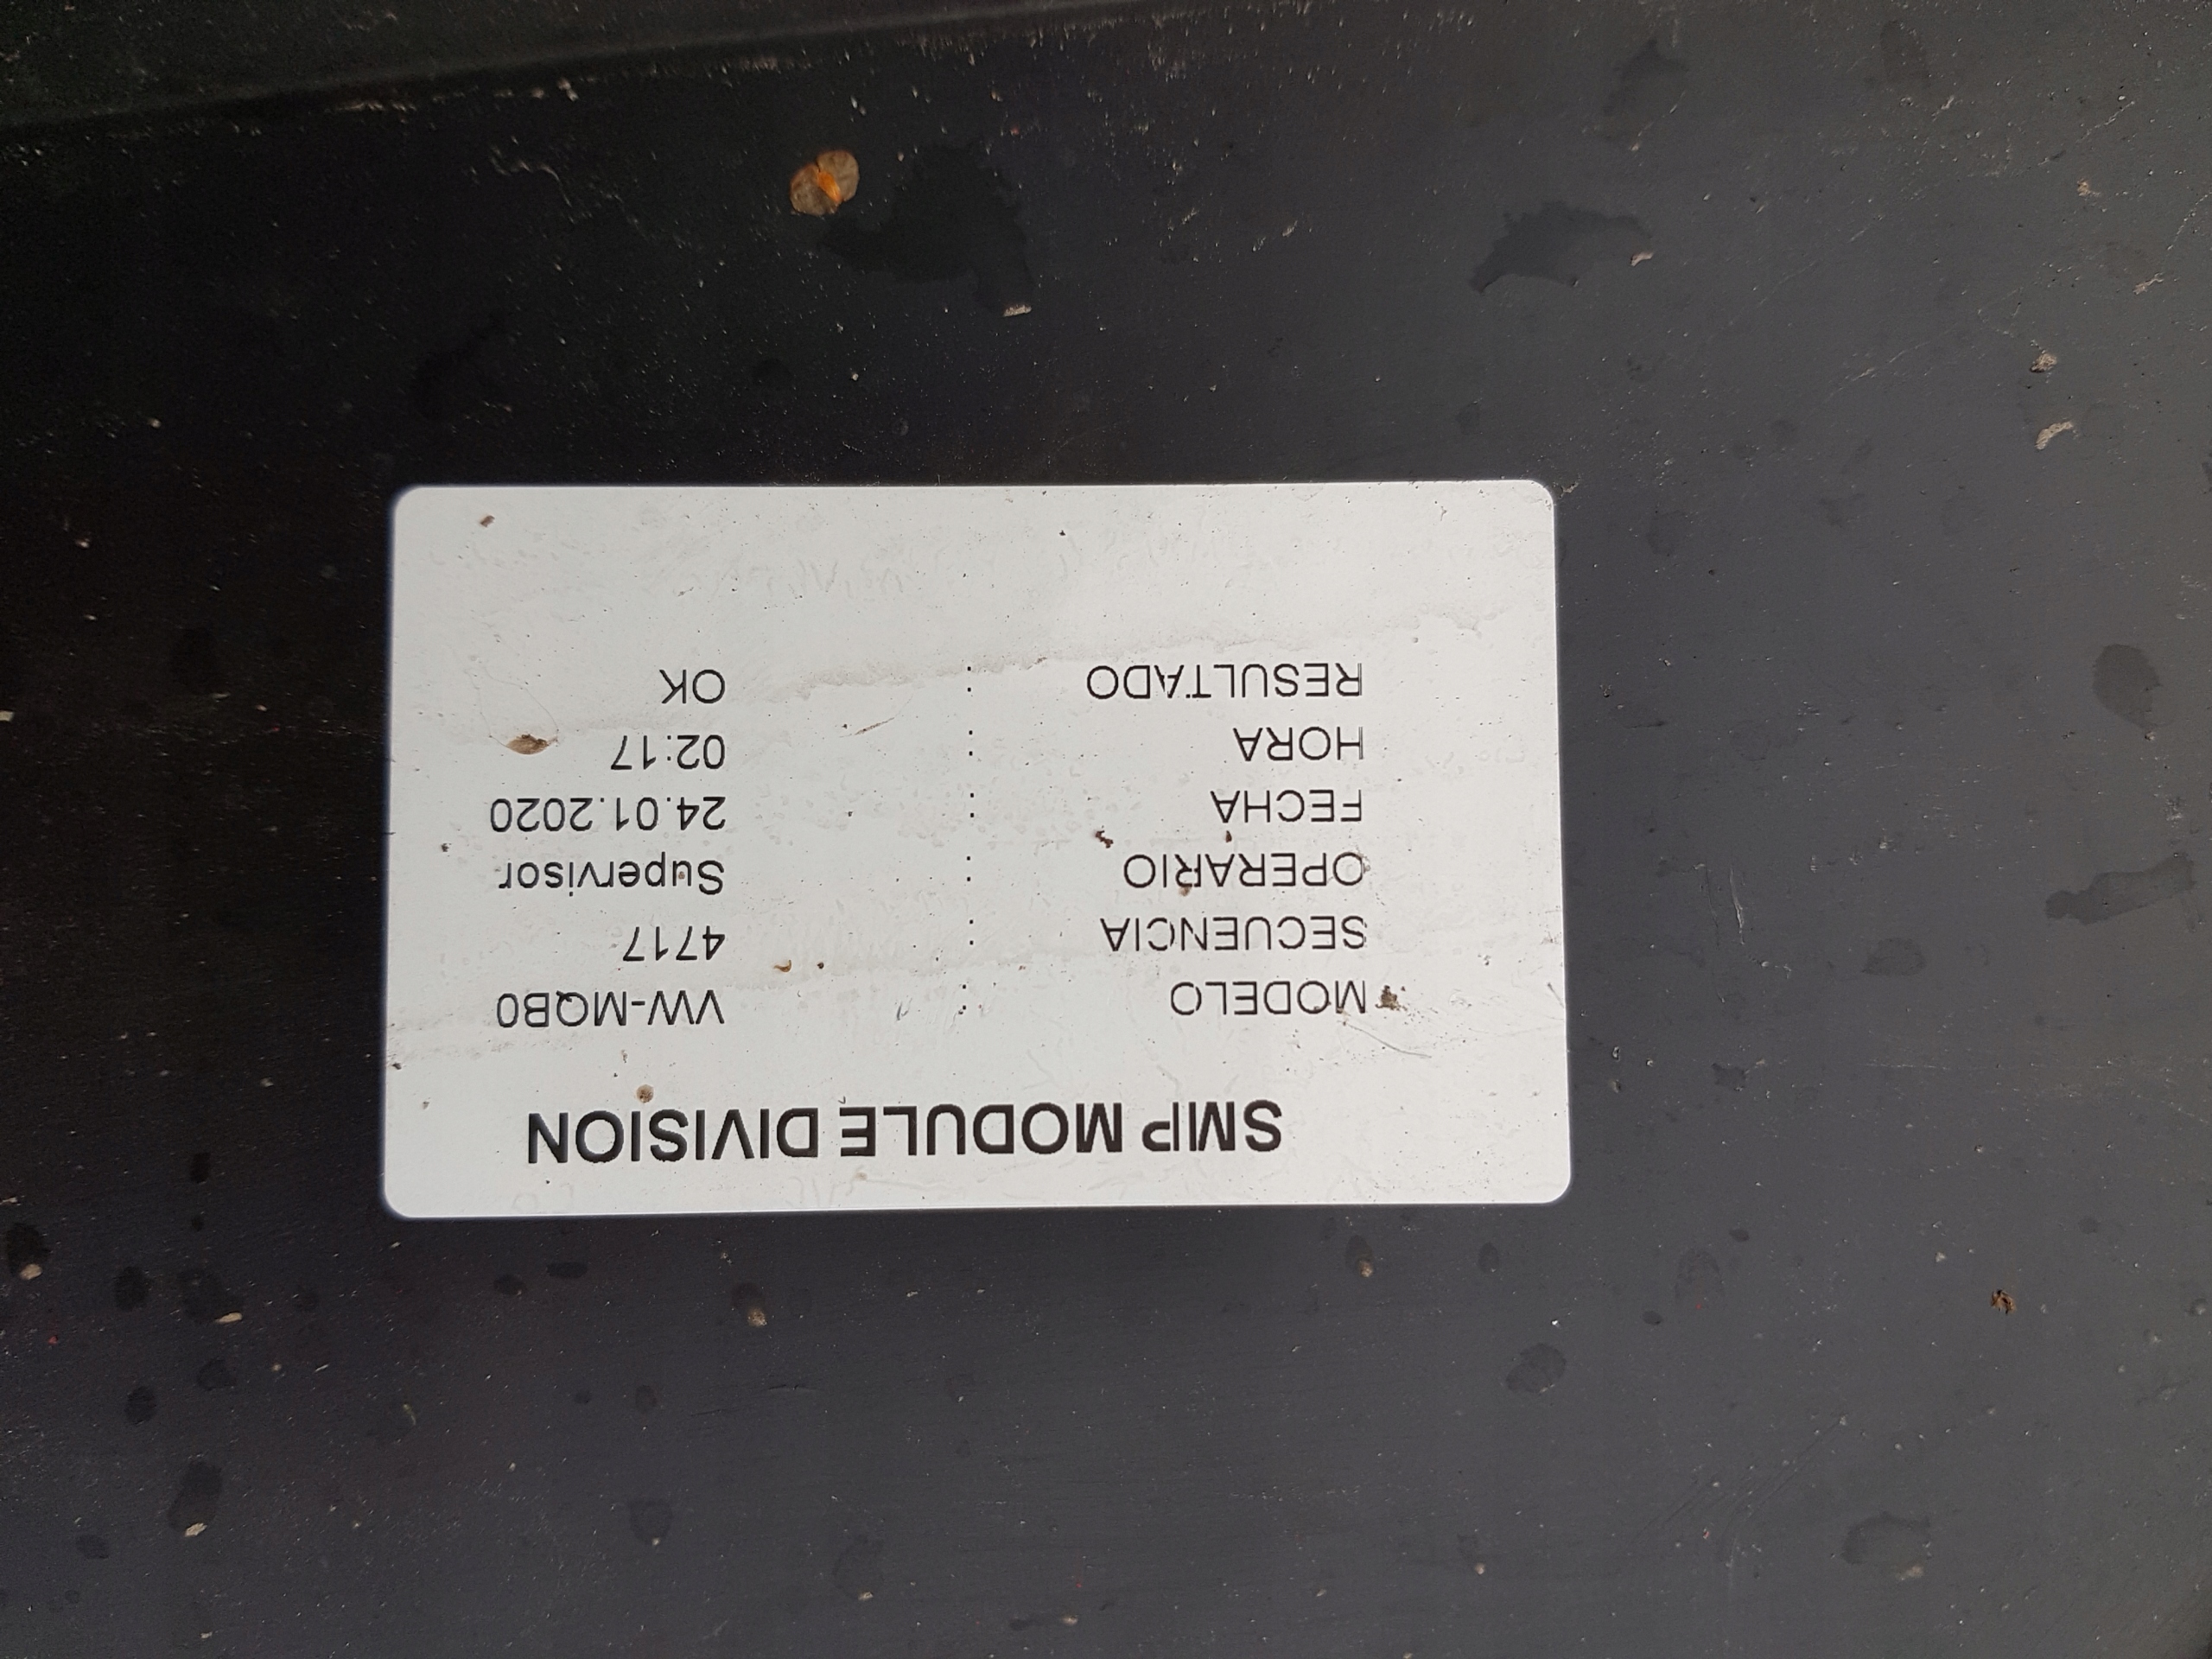 SMP MODULE DIVISION
MODELO : VW-MQB0
SECUENCIA : 4717
OPERARIO : Supervisor
FECHA : 24.01.2020
HORA : 02:17
RESULTADO : OK